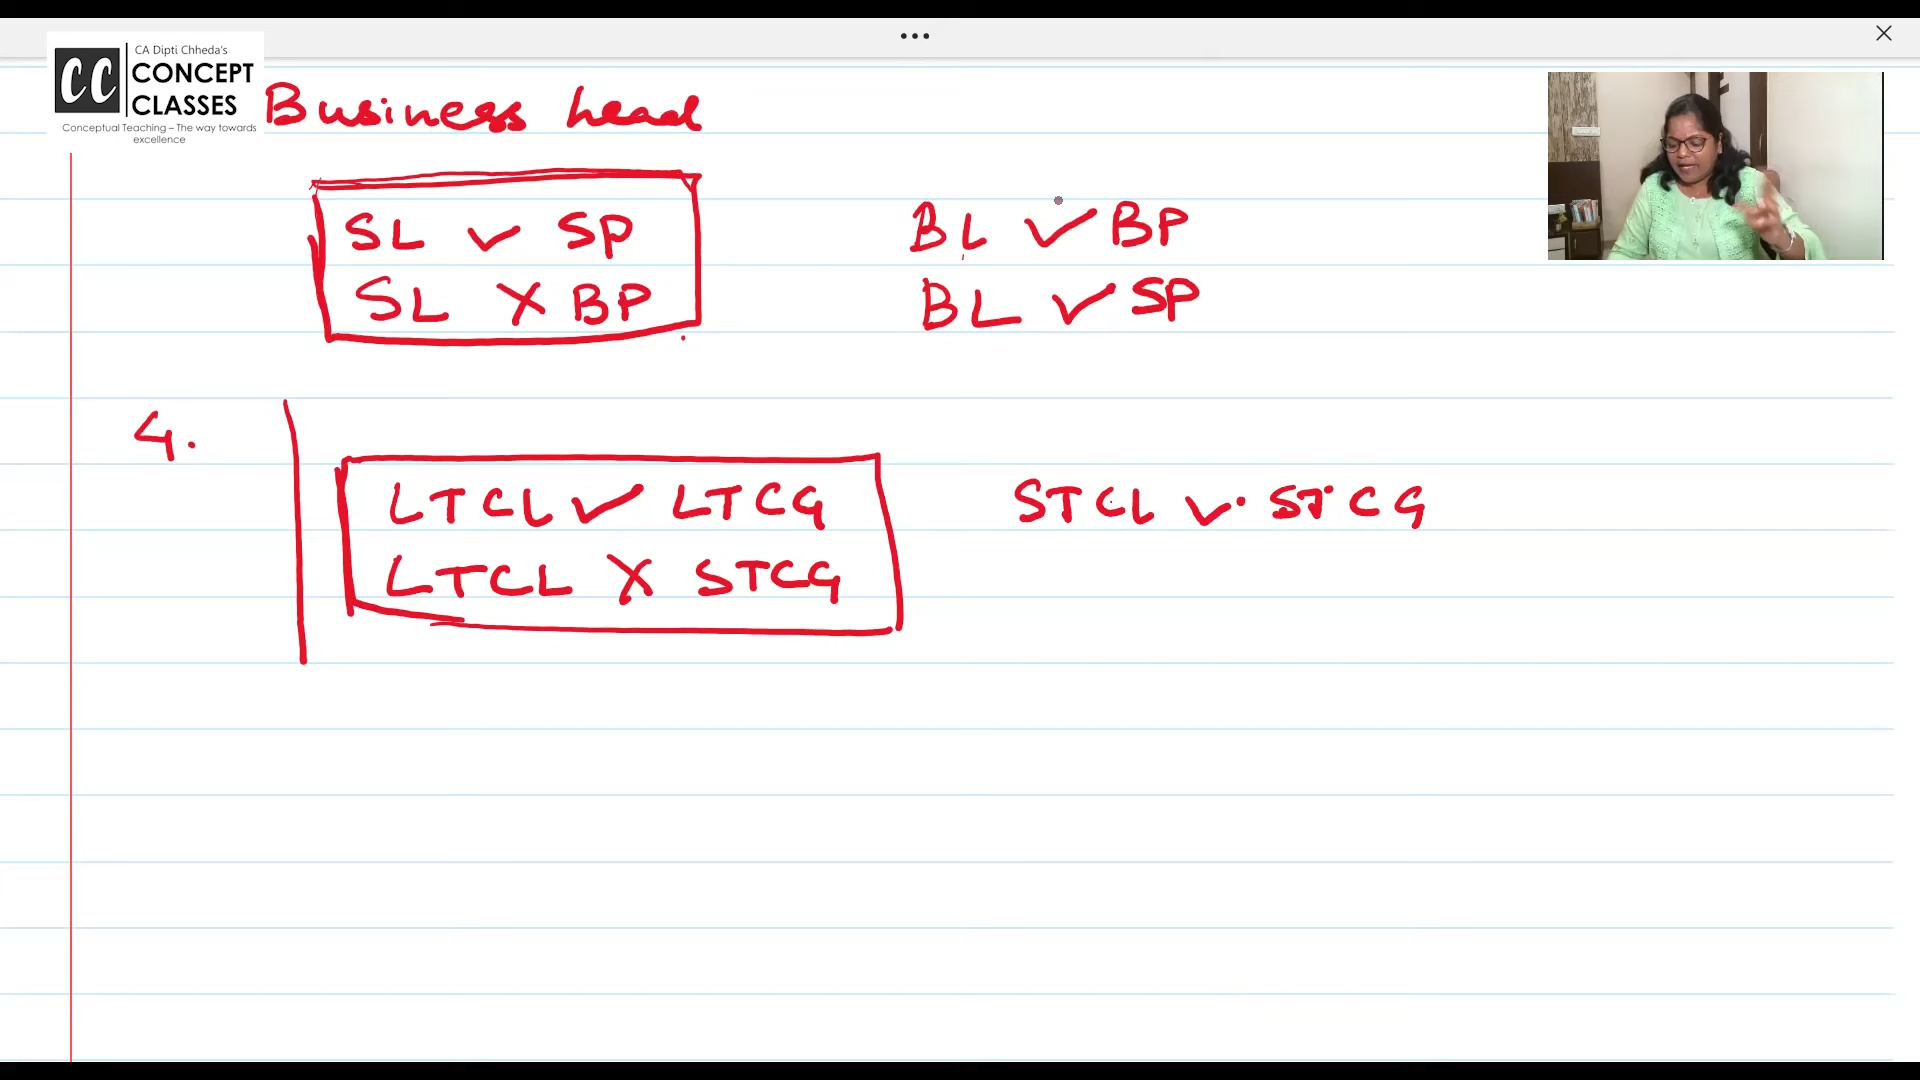 •••
CA Dipti Chheda's
CC CONCEPT
CLASSES
Conceptual Teaching – The way towards
excellence
Business head
SL ✓ SP
SL X BP
BL ✓ BP
BL ✓ SP
4.
LTCL ✓ LTCG
LTCL X STCG
STCL ✓ STCG